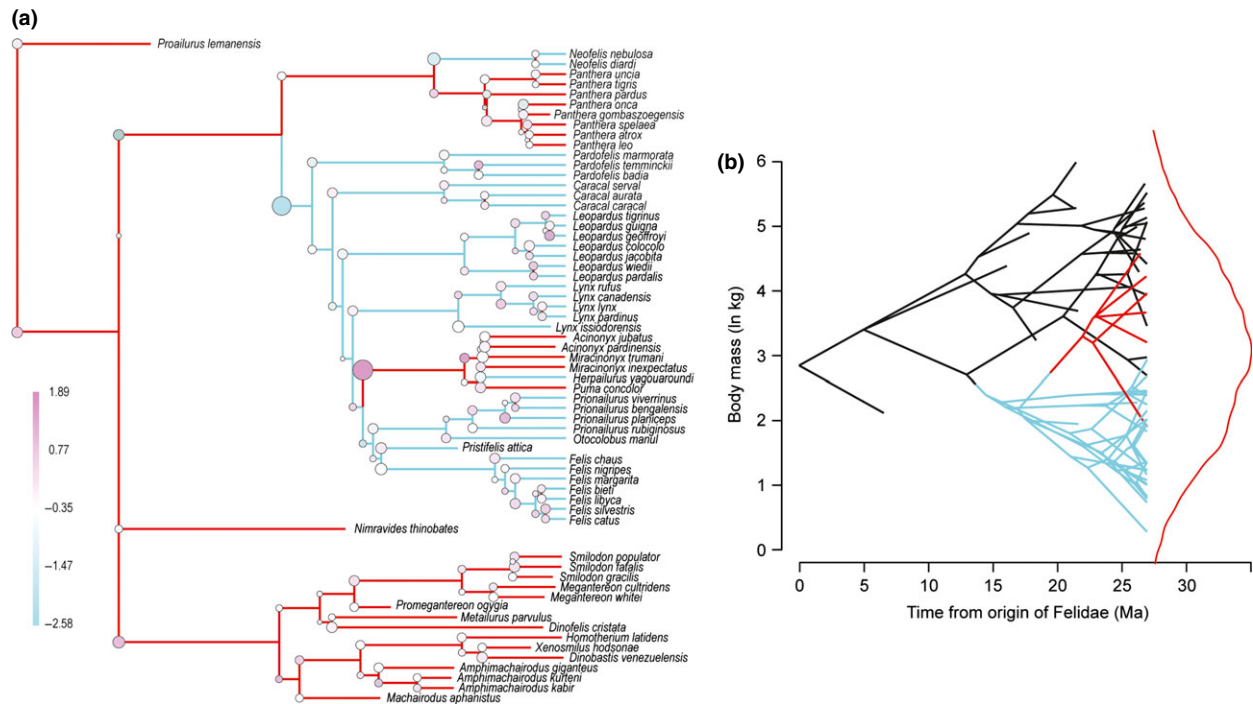 (a)
Proailurus lemanensis
Neofelis nebulosa
Neofelis diardi
Panthera uncia
Panthera tigris
Panthera pardus
Panthera onca
Panthera gombaszoegensis
Panthera spelaea
Panthera atrox
Panthera leo
Pardofelis marmorata
Pardofelis temminckii
Pardofelis badia
Caracal serval
Caracal aurata
Caracal caracal
Leopardus tigrinus
Leopardus guigna
Leopardus geoffroyi
Leopardus colocolo
Leopardus jacobita
Leopardus wiedii
Leopardus pardalis
Lynx rufus
Lynx canadensis
Lynx lynx
Lynx pardinus
Lynx issiodorensis
Acinonyx jubatus
Acinonyx pardinensis
Miracinonyx trumani
Miracinonyx inexpectatus
Herpailurus yagouaroundi
Puma concolor
Prionailurus viverrinus
Prionailurus bengalensis
Prionailurus planiceps
Prionailurus rubiginosus
Otocolobus manul
Pristifelis attica
Felis chaus
Felis nigripes
Felis margarita
Felis bieti
Felis libyca
Felis silvestris
Felis catus
Nimravides thinobates
Smilodon populator
Smilodon fatalis
Smilodon gracilis
Megantereon cultridens
Megantereon whitei
Promegantereon ogygia
Metailurus parvulus
Dinofelis cristata
Homotherium latidens
Xenosmilus hodsonae
Dinobastis venezuelensis
Amphimachairodus giganteus
Amphimachairodus kurteni
Amphimachairodus kabir
Machairodus aphanistus
1.89
0.77
−0.35
−1.47
−2.58
(b)
Body mass (ln kg)
6
5
4
3
2
1
0
0 5 10 15 20 25 30
Time from origin of Felidae (Ma)